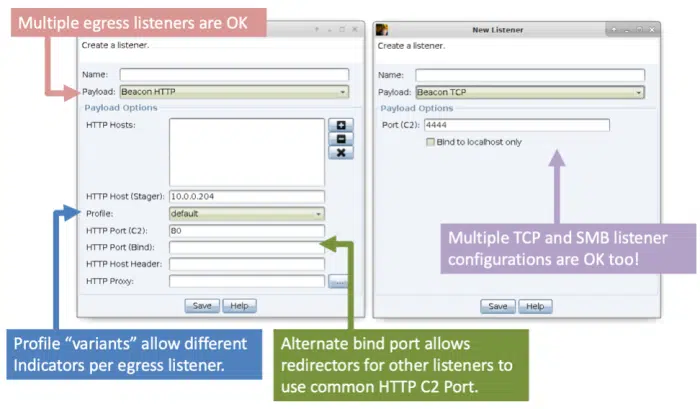 Multiple egress listeners are OK
New Listener
Create a listener.
Create a listener.
Name:
Payload: Beacon HTTP
Payload Options
HTTP Hosts:
HTTP Host (Stager): 10.0.0.204
Profile: default
HTTP Port (C2): 80
HTTP Port (Bind):
HTTP Host Header:
HTTP Proxy: ...
Save Help
Name:
Payload: Beacon TCP
Payload Options
Port (C2): 4444
Bind to localhost only
Save Help
Multiple TCP and SMB listener
configurations are OK too!
Profile “variants” allow different
Indicators per egress listener.
Alternate bind port allows
redirectors for other listeners to
use common HTTP C2 Port.